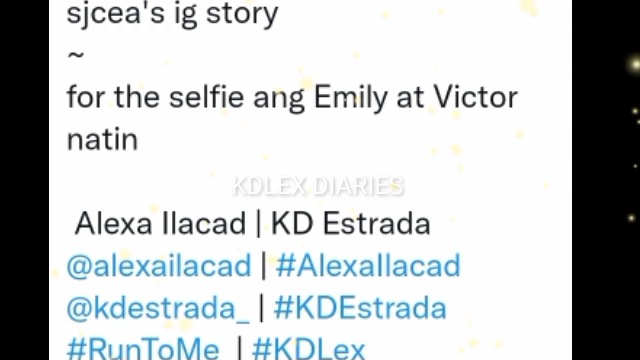 sjcea's ig story
~
for the selfie ang Emily at Victor
natin
KDLEX DIARIES
Alexa Ilacad | KD Estrada
@alexailacad | #AlexaIlacad
@kdestrada_ | #KDEstrada
#RunToMe | #KDLex